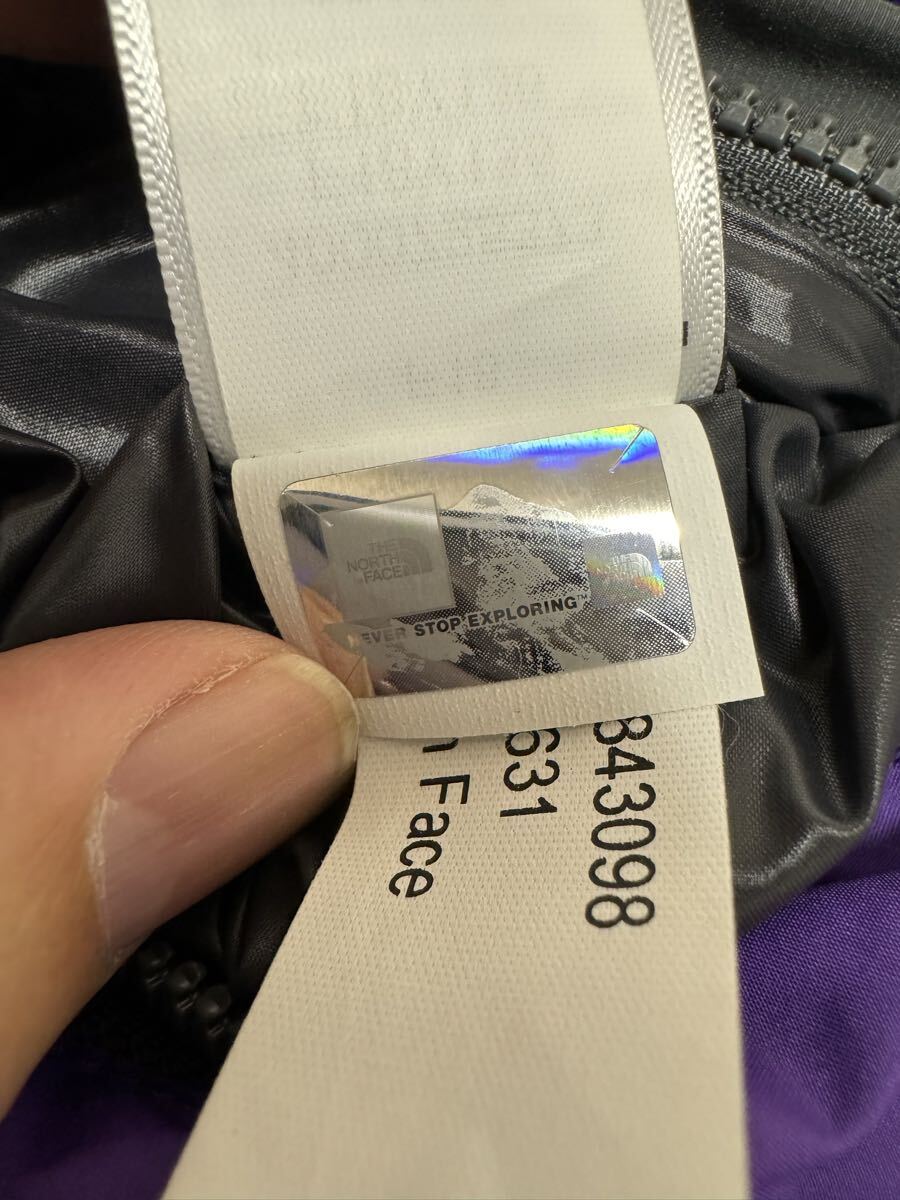 THE
NORTH
FACE
NEVER STOP EXPLORING™
843098
631
h Face